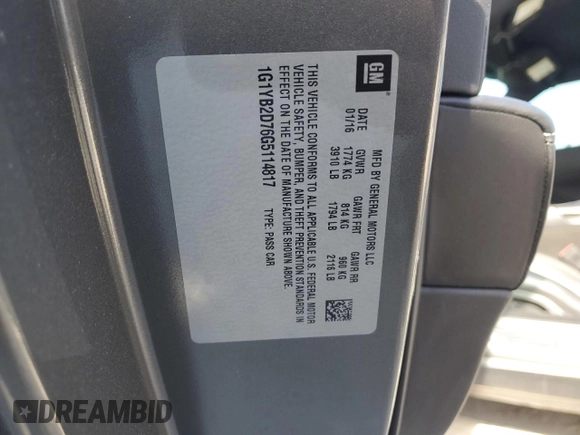 GM
MFD BY GENERAL MOTORS LLC
DATE GVWR GAWR FRT GAWR RR
01/16 1774 KG 814 KG 960 KG
3910 LB 1794 LB 2116 LB
THIS VEHICLE CONFORMS TO ALL APPLICABLE U.S. FEDERAL MOTOR
VEHICLE SAFETY, BUMPER, AND THEFT PREVENTION STANDARDS IN
EFFECT ON THE DATE OF MANUFACTURE SHOWN ABOVE.
1G1YB2D76G5114817 TYPE: PASS CAR
DREAMBID